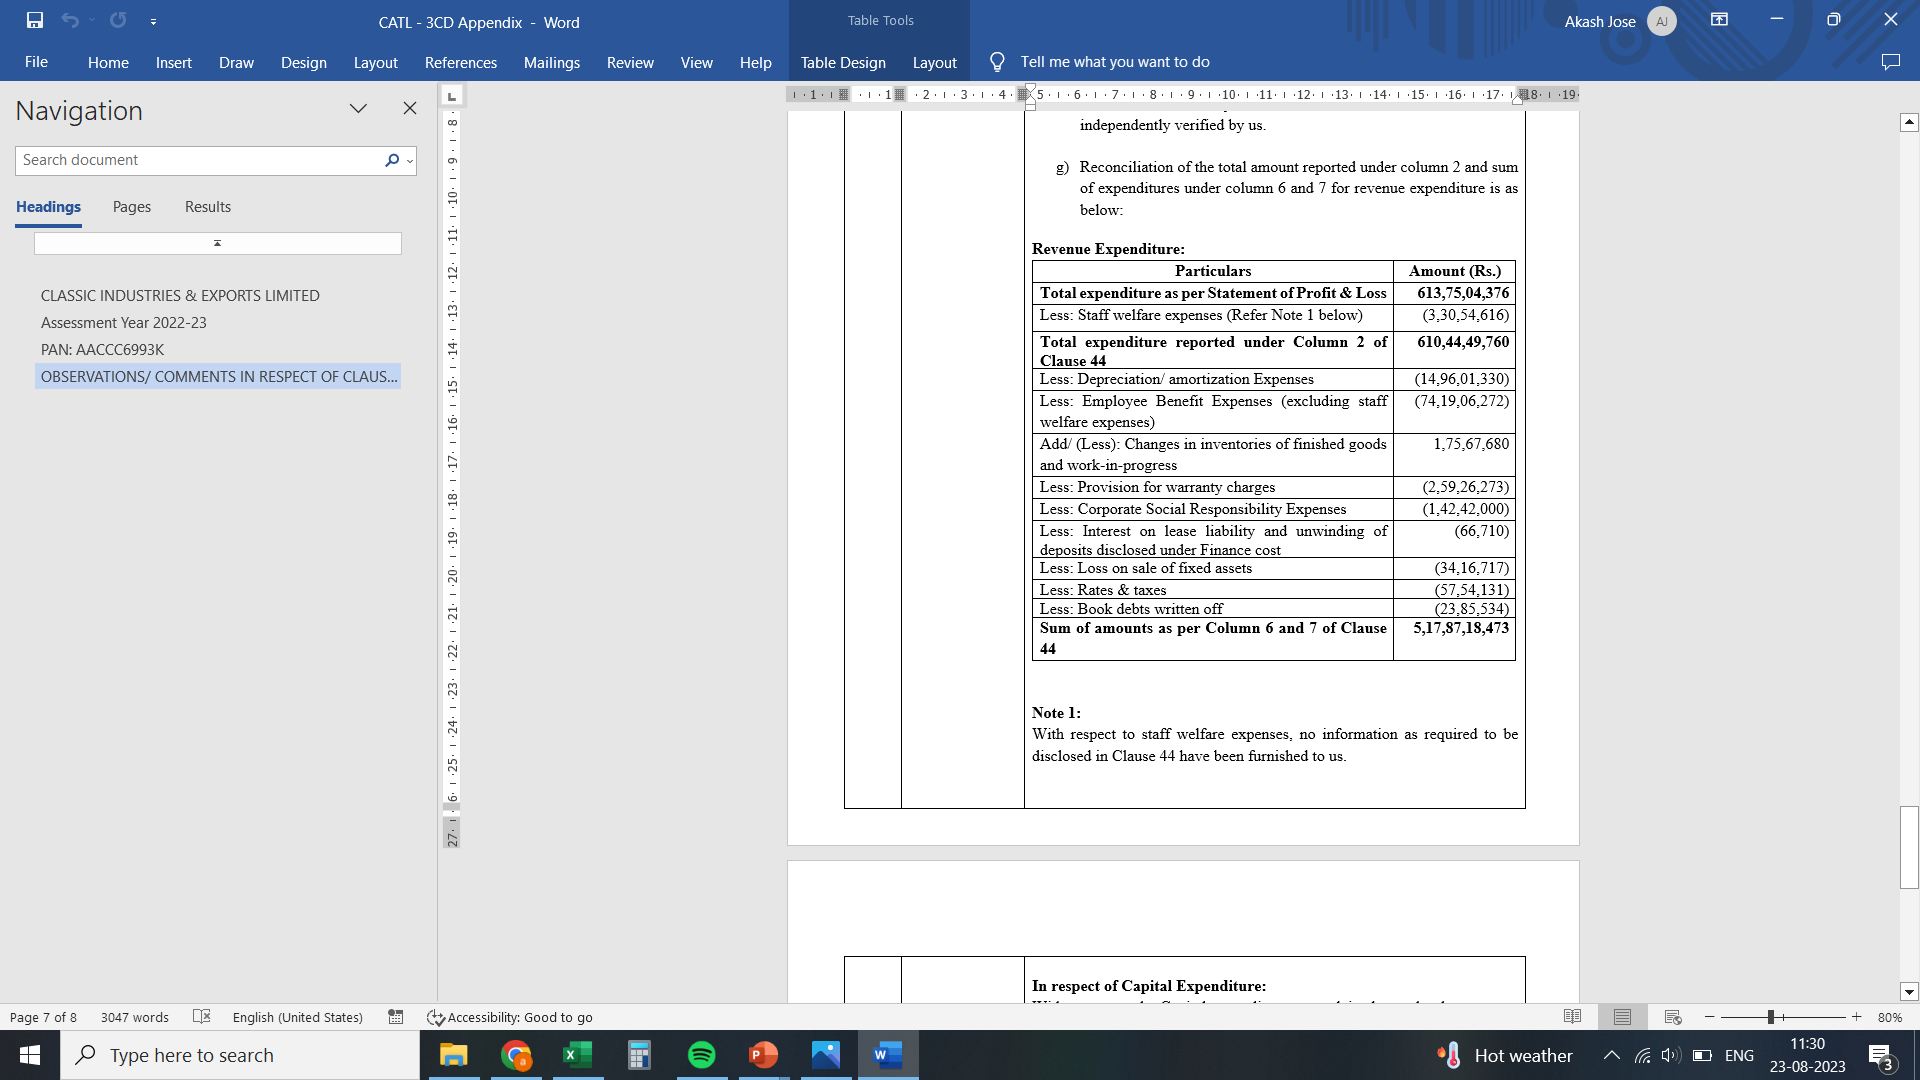 CATL - 3CD Appendix - Word
Table Tools
Akash Jose
AJ
File
Home
Insert
Draw
Design
Layout
References
Mailings
Review
View
Help
Table Design
Layout
Tell me what you want to do
Navigation
Search document
Headings
Pages
Results
CLASSIC INDUSTRIES & EXPORTS LIMITED
Assessment Year 2022-23
PAN: AACCC6993K
OBSERVATIONS/ COMMENTS IN RESPECT OF CLAUS...
independently verified by us.
g) Reconciliation of the total amount reported under column 2 and sum
of expenditures under column 6 and 7 for revenue expenditure is as
below:
Revenue Expenditure:
Particulars Amount (Rs.)
Total expenditure as per Statement of Profit & Loss 613,75,04,376
Less: Staff welfare expenses (Refer Note 1 below) (3,30,54,616)
Total expenditure reported under Column 2 of 610,44,49,760
Clause 44
Less: Depreciation/ amortization Expenses (14,96,01,330)
Less: Employee Benefit Expenses (excluding staff (74,19,06,272)
welfare expenses)
Add/ (Less): Changes in inventories of finished goods 1,75,67,680
and work-in-progress
Less: Provision for warranty charges (2,59,26,273)
Less: Corporate Social Responsibility Expenses (1,42,42,000)
Less: Interest on lease liability and unwinding of (66,710)
deposits disclosed under Finance cost
Less: Loss on sale of fixed assets (34,16,717)
Less: Rates & taxes (57,54,131)
Less: Book debts written off (23,85,534)
Sum of amounts as per Column 6 and 7 of Clause 5,17,87,18,473
44
Note 1:
With respect to staff welfare expenses, no information as required to be
disclosed in Clause 44 have been furnished to us.
In respect of Capital Expenditure:
Page 7 of 8
3047 words
English (United States)
Accessibility: Good to go
80%
Type here to search
Hot weather
ENG
11:30
23-08-2023
3